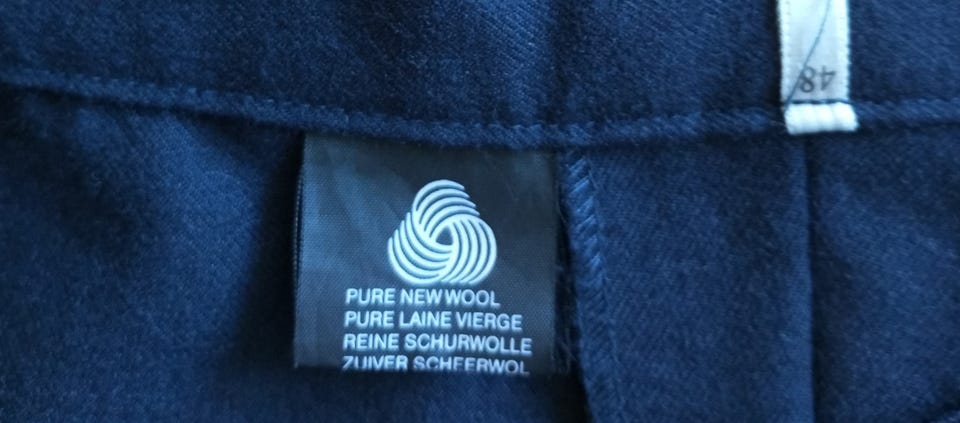 48
PURE NEW WOOL
PURE LAINE VIERGE
REINE SCHURWOLLE
ZUIVER SCHEERWOL